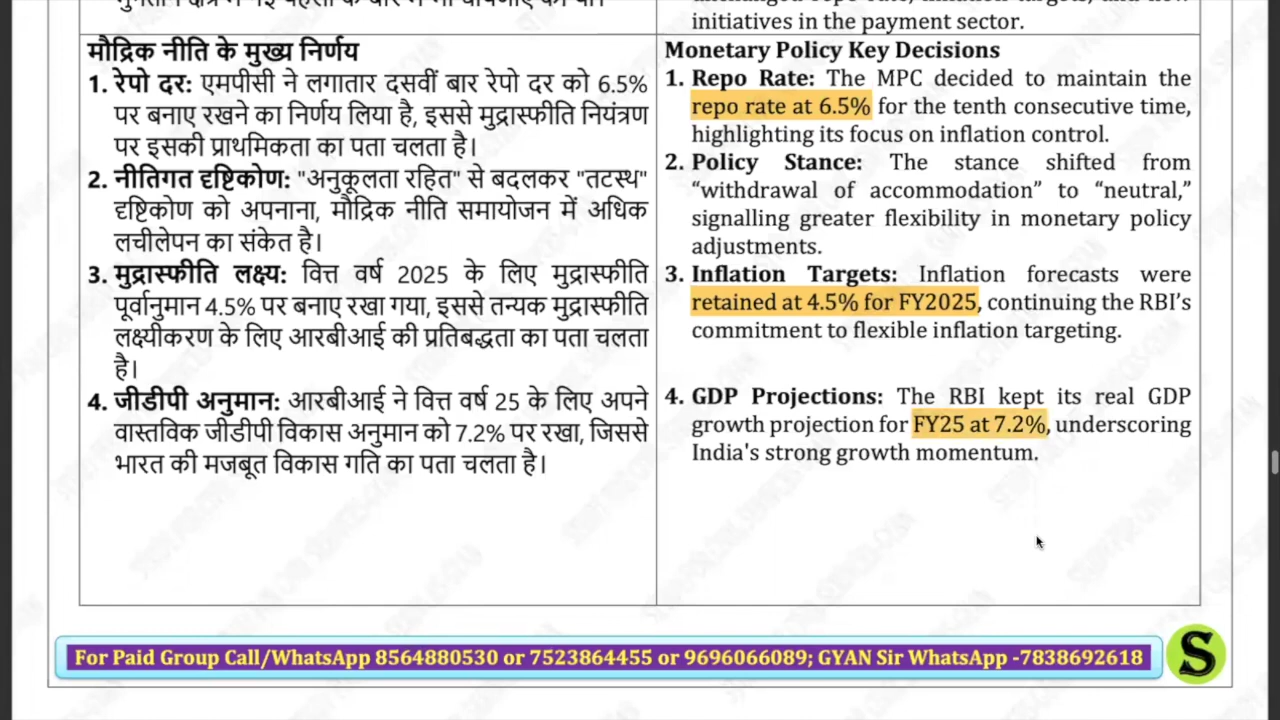 unchanged repo rate, inflation targets, and new
initiatives in the payment sector.
मौद्रिक नीति के मुख्य निर्णय
1. रेपो दर: एमपीसी ने लगातार दसवीं बार रेपो दर को 6.5%
पर बनाए रखने का निर्णय लिया है, इससे मुद्रास्फीति नियंत्रण
पर इसकी प्राथमिकता का पता चलता है।
2. नीतिगत दृष्टिकोण: "अनुकूलता रहित" से बदलकर "तटस्थ"
दृष्टिकोण को अपनाना, मौद्रिक नीति समायोजन में अधिक
लचीलेपन का संकेत है।
3. मुद्रास्फीति लक्ष्य: वित्त वर्ष 2025 के लिए मुद्रास्फीति
पूर्वानुमान 4.5% पर बनाए रखा गया, इससे तन्यक मुद्रास्फीति
लक्ष्यीकरण के लिए आरबीआई की प्रतिबद्धता का पता चलता
है।
4. जीडीपी अनुमान: आरबीआई ने वित्त वर्ष 25 के लिए अपने
वास्तविक जीडीपी विकास अनुमान को 7.2% पर रखा, जिससे
भारत की मजबूत विकास गति का पता चलता है।
Monetary Policy Key Decisions
1. Repo Rate: The MPC decided to maintain the
repo rate at 6.5% for the tenth consecutive time,
highlighting its focus on inflation control.
2. Policy Stance: The stance shifted from
“withdrawal of accommodation” to “neutral,”
signalling greater flexibility in monetary policy
adjustments.
3. Inflation Targets: Inflation forecasts were
retained at 4.5% for FY2025, continuing the RBI’s
commitment to flexible inflation targeting.
4. GDP Projections: The RBI kept its real GDP
growth projection for FY25 at 7.2%, underscoring
India's strong growth momentum.
For Paid Group Call/WhatsApp 8564880530 or 7523864455 or 9696066089; GYAN Sir WhatsApp -7838692618
S